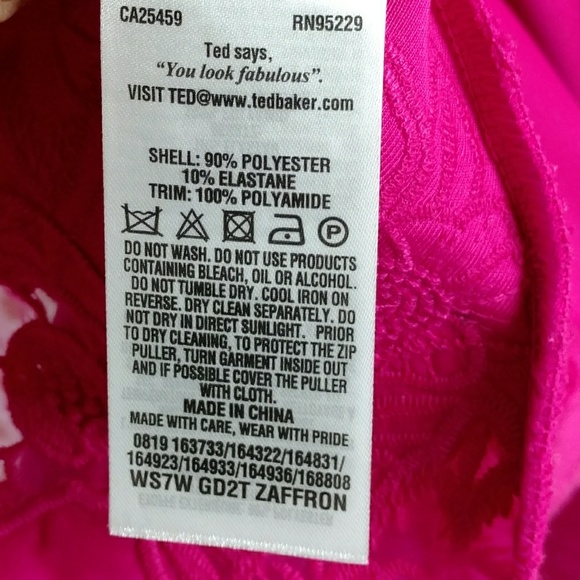 CA25459 RN95229
Ted says,
“You look fabulous”.
VISIT TED@www.tedbaker.com
SHELL: 90% POLYESTER
10% ELASTANE
TRIM: 100% POLYAMIDE
P
DO NOT WASH. DO NOT USE PRODUCTS
CONTAINING BLEACH, OIL OR ALCOHOL.
DO NOT TUMBLE DRY. COOL IRON ON
REVERSE. DRY CLEAN SEPARATELY. DO
NOT DRY IN DIRECT SUNLIGHT. PRIOR
TO DRY CLEANING, TO PROTECT THE ZIP
PULLER, TURN GARMENT INSIDE OUT
AND IF POSSIBLE COVER THE PULLER
WITH CLOTH.
MADE IN CHINA
MADE WITH CARE, WEAR WITH PRIDE
0819 163733/164322/164831/
164923/164933/164936/168808
WS7W GD2T ZAFFRON